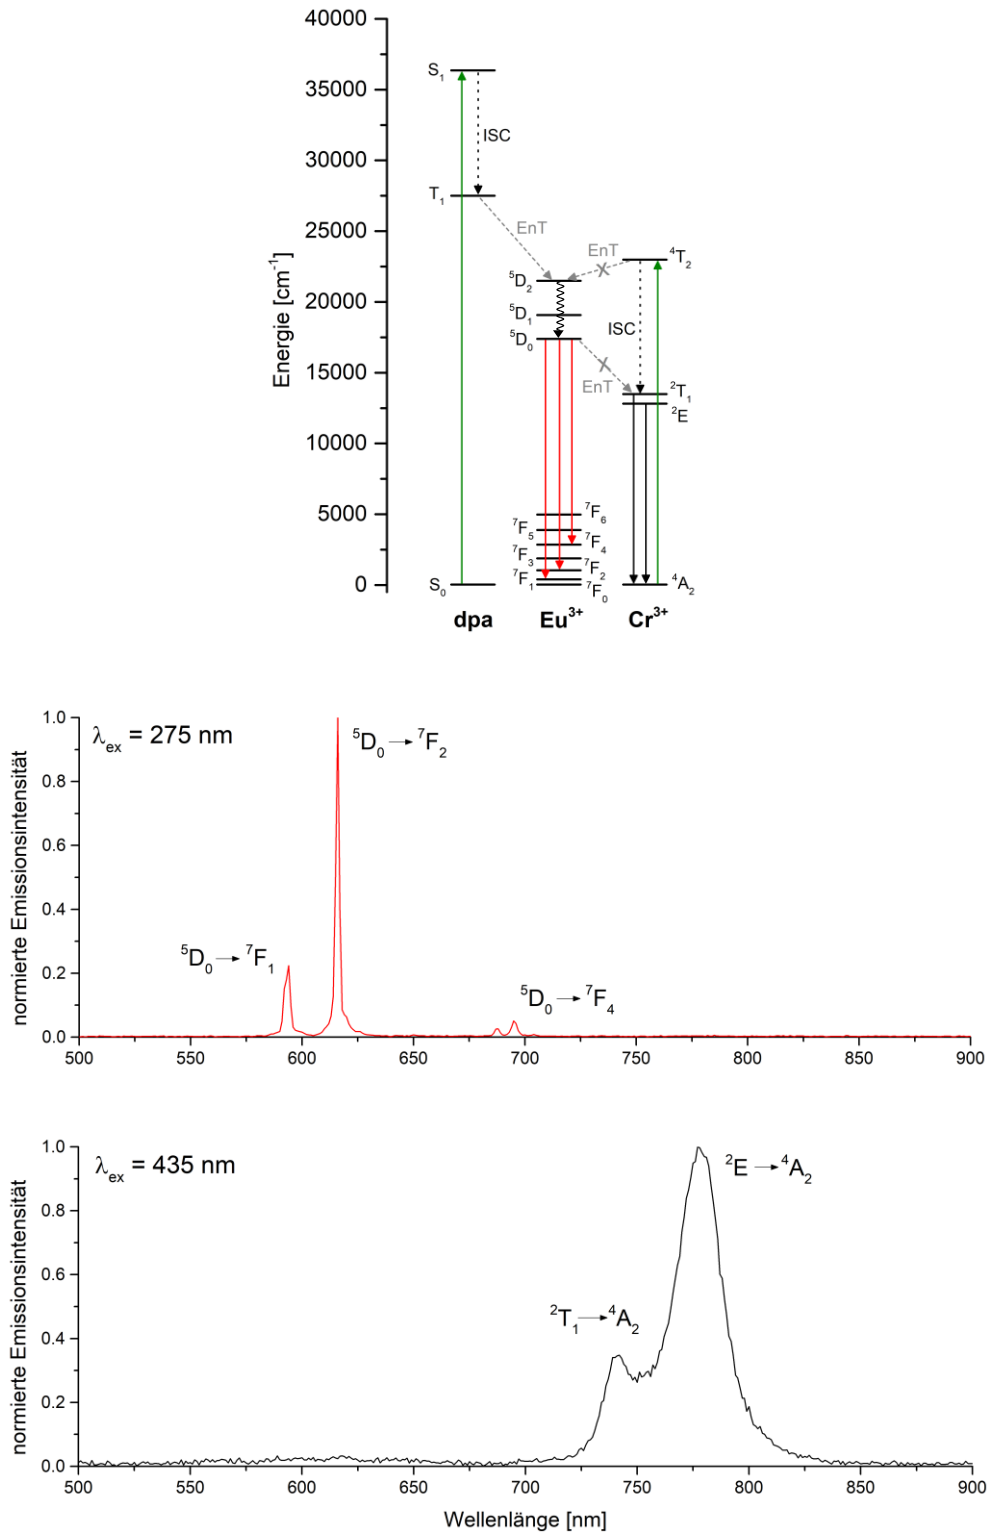 40000
35000
30000
25000
20000
15000
10000
5000
0
Energie [cm⁻¹]
S₁
ISC
T₁
EnT
S₀
dpa
⁵D₂
⁵D₁
⁵D₀
⁷F₆
⁷F₅
⁷F₄
⁷F₃
⁷F₂
⁷F₁
⁷F₀
Eu³⁺
EnT
EnT
⁴T₂
ISC
²T₁
²E
⁴A₂
Cr³⁺
λex = 275 nm
⁵D₀ → ⁷F₂
⁵D₀ → ⁷F₁
⁵D₀ → ⁷F₄
normierte Emissionsintensität
1.0
0.8
0.6
0.4
0.2
0.0
500 550 600 650 700 750 800 850 900
λex = 435 nm
²E → ⁴A₂
²T₁ → ⁴A₂
normierte Emissionsintensität
1.0
0.8
0.6
0.4
0.2
0.0
500 550 600 650 700 750 800 850 900
Wellenlänge [nm]